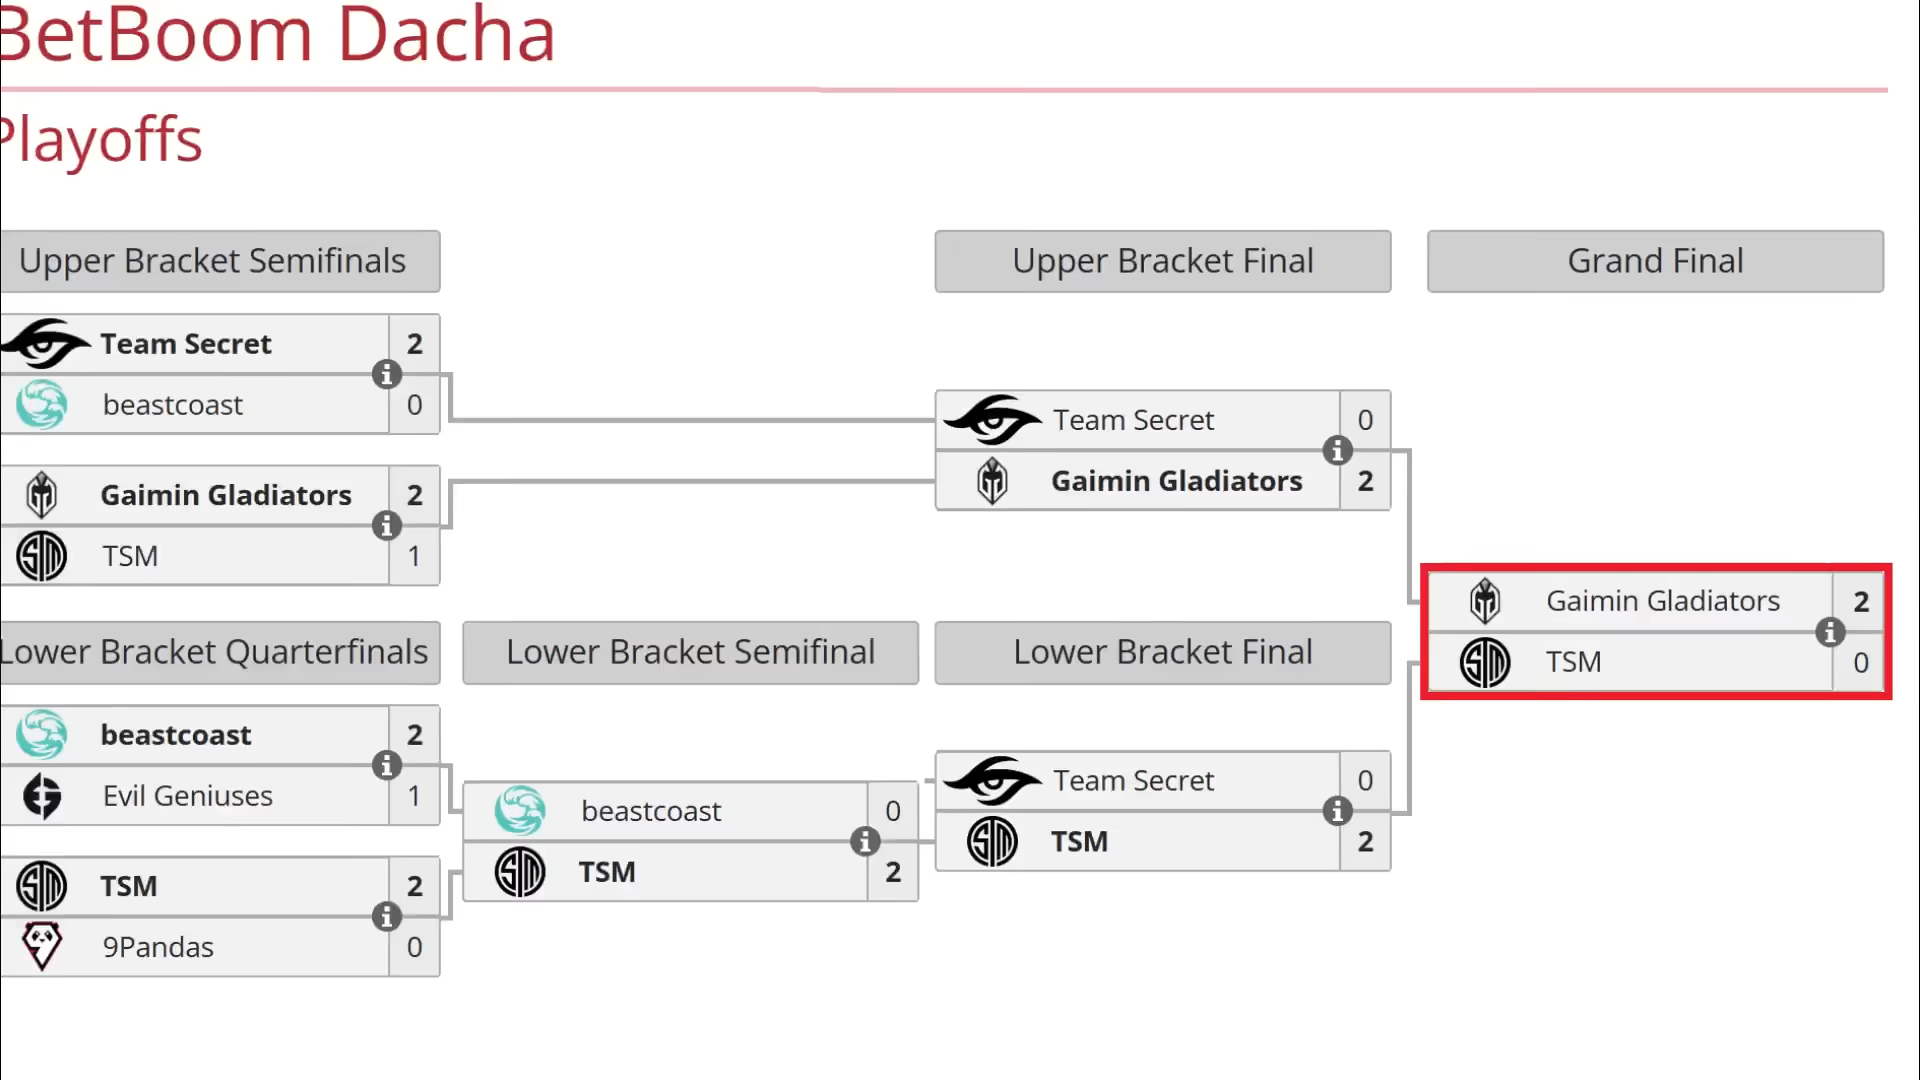 BetBoom Dacha
Playoffs
Upper Bracket Semifinals
Upper Bracket Final
Grand Final
Team Secret 2
beastcoast 0
Gaimin Gladiators 2
TSM 1
Team Secret 0
Gaimin Gladiators 2
Gaimin Gladiators 2
TSM 0
Lower Bracket Quarterfinals
Lower Bracket Semifinal
Lower Bracket Final
beastcoast 2
Evil Geniuses 1
TSM 2
9Pandas 0
beastcoast 0
TSM 2
Team Secret 0
TSM 2